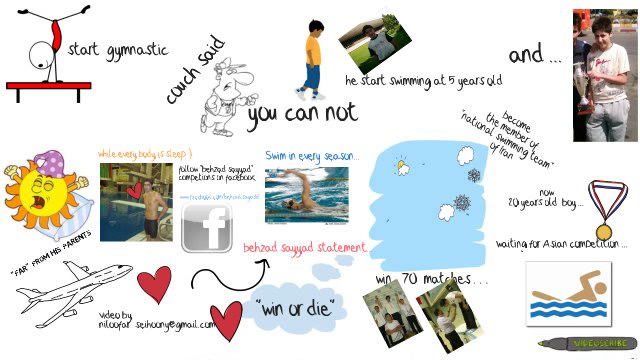 start gymnastic
couch said
you can not
he start swimming at 5 years old
and ...
while every body is sleep )
follow "behzad sayyad"
competions in facebook
Swim in every season...
become
the member of
"national swimming
team"
of Iran
now
20 years old boy...
waiting for Asian competition ...
"FAR" FROM HIS PARENTS
behzad sayyad statement
win 70 matches...
"win or die"
video by
niloofar seihoony@gmail.com
f
VIDEOSCRIBE